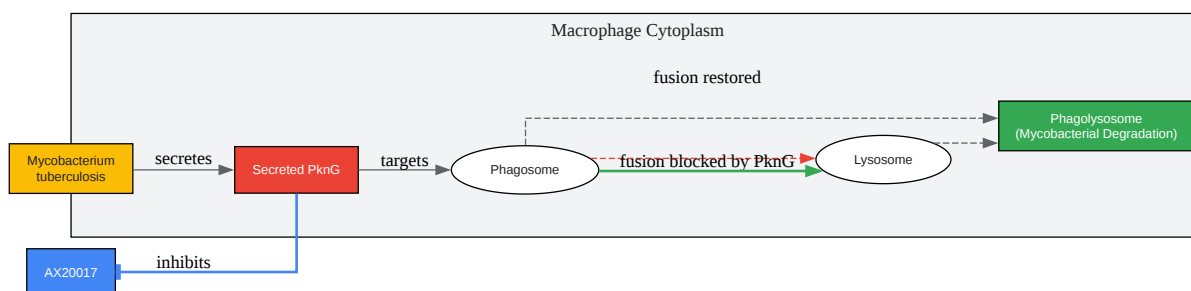 Macrophage Cytoplasm
fusion restored
Phagolysosome
(Mycobacterial Degradation)
Mycobacterium
tuberculosis
secretes
Secreted PknG
targets
Phagosome
fusion blocked by PknG
Lysosome
AX20017
inhibits